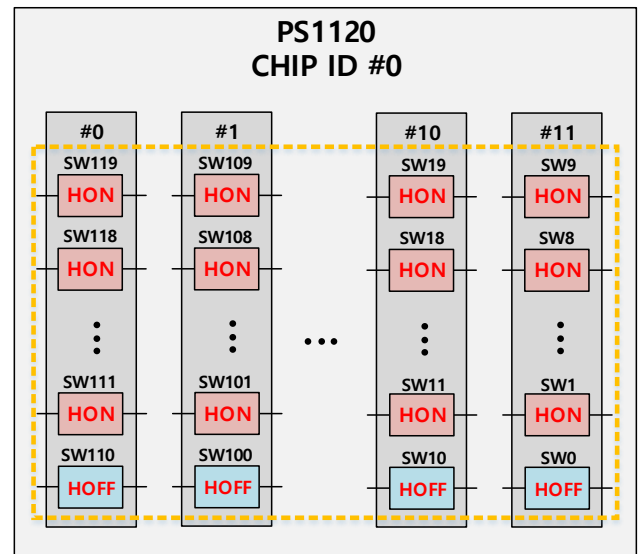 PS1120
CHIP ID #0
#0 #1 #10 #11
SW119 SW109 SW19 SW9
HON HON HON HON
SW118 SW108 SW18 SW8
HON HON HON HON
SW111 SW101 SW11 SW1
HON HON HON HON
SW110 SW100 SW10 SW0
HOFF HOFF HOFF HOFF